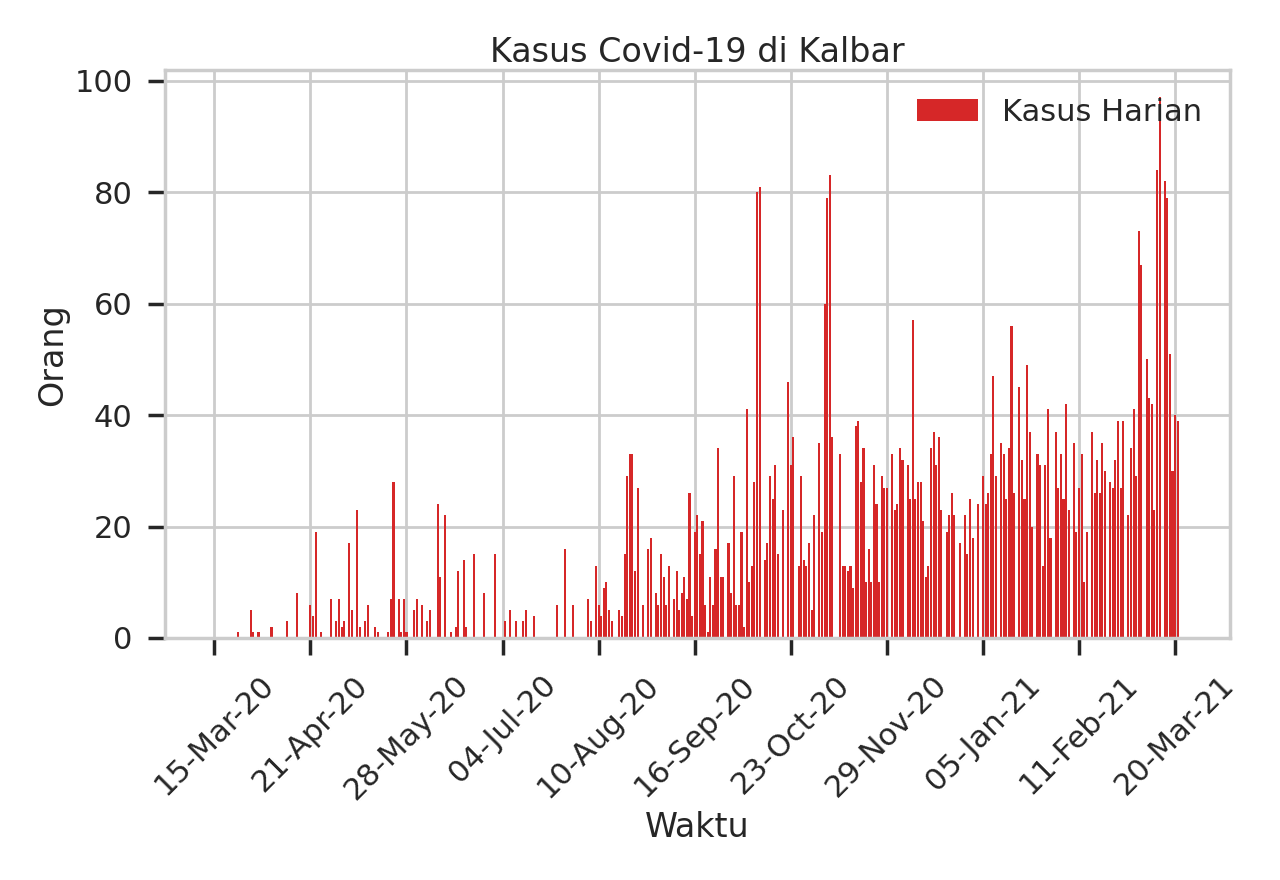 Kasus Covid-19 di Kalbar
Kasus Harian
100
80
60
40
20
0
Orang
15-Mar-20
21-Apr-20
28-May-20
04-Jul-20
10-Aug-20
16-Sep-20
23-Oct-20
29-Nov-20
05-Jan-21
11-Feb-21
20-Mar-21
Waktu